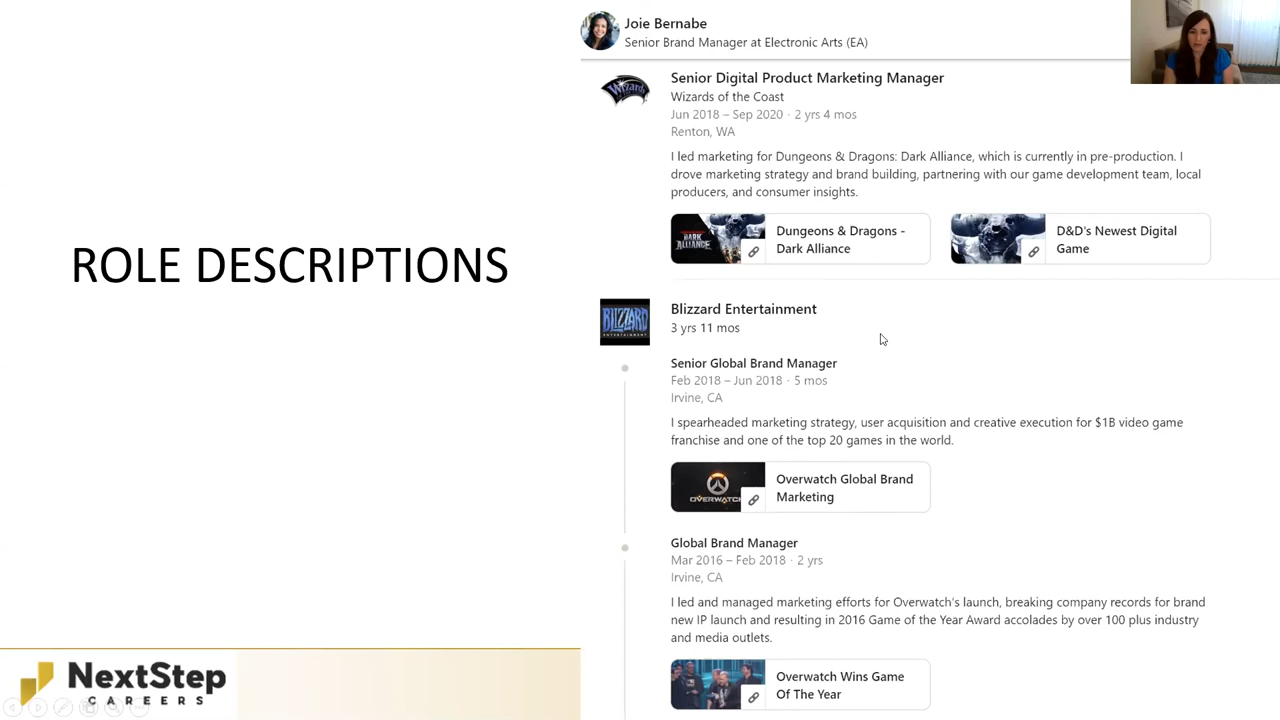 ROLE DESCRIPTIONS
NextStep
CAREERS
Joie Bernabe
Senior Brand Manager at Electronic Arts (EA)
Wizards
Senior Digital Product Marketing Manager
Wizards of the Coast
Jun 2018 – Sep 2020 · 2 yrs 4 mos
Renton, WA
I led marketing for Dungeons & Dragons: Dark Alliance, which is currently in pre-production. I
drove marketing strategy and brand building, partnering with our game development team, local
producers, and consumer insights.
DARK
ALLIANCE
Dungeons & Dragons -
Dark Alliance
D&D's Newest Digital
Game
BLIZZARD
ENTERTAINMENT
Blizzard Entertainment
3 yrs 11 mos
Senior Global Brand Manager
Feb 2018 – Jun 2018 · 5 mos
Irvine, CA
I spearheaded marketing strategy, user acquisition and creative execution for $1B video game
franchise and one of the top 20 games in the world.
OVERWATCH
Overwatch Global Brand
Marketing
Global Brand Manager
Mar 2016 – Feb 2018 · 2 yrs
Irvine, CA
I led and managed marketing efforts for Overwatch's launch, breaking company records for brand
new IP launch and resulting in 2016 Game of the Year Award accolades by over 100 plus industry
and media outlets.
Overwatch Wins Game
Of The Year